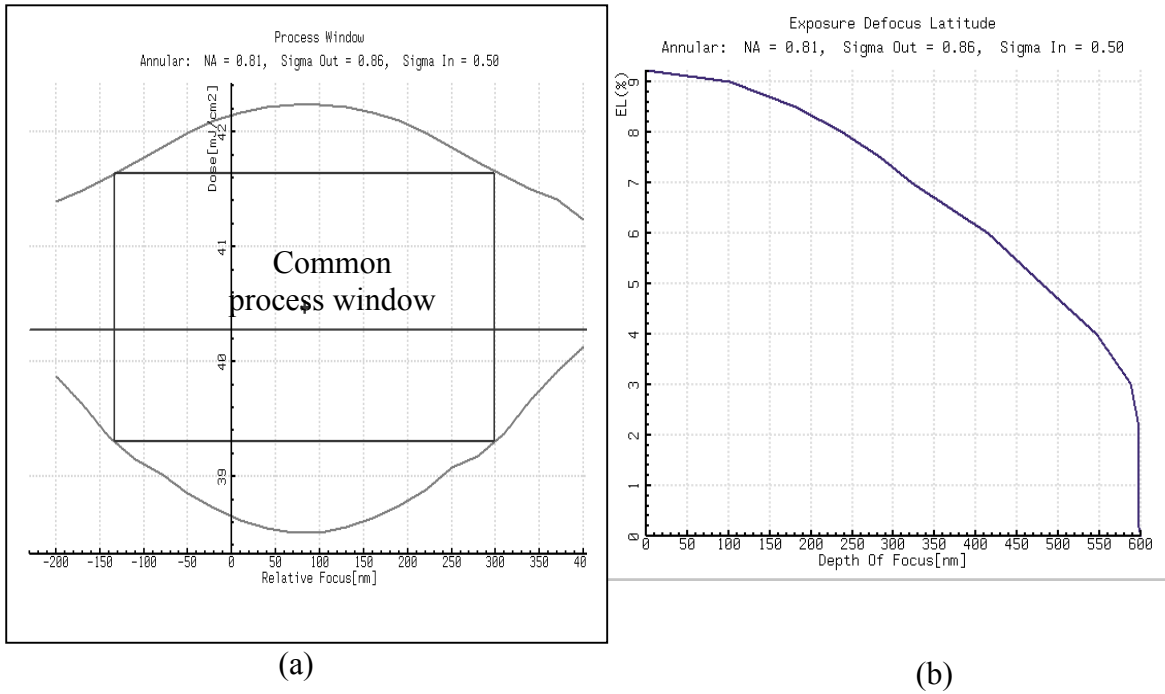 Process Window
Annular: NA = 0.81, Sigma Out = 0.86, Sigma In = 0.50
Dose[mJ/cm2]
42
41
40
39
Common
process window
-200 -150 -100 -50 0 50 100 150 200 250 300 350 40
Relative Focus[nm]
(a)
Exposure Defocus Latitude
Annular: NA = 0.81, Sigma Out = 0.86, Sigma In = 0.50
EL(%)
9
8
7
6
5
4
3
2
1
0
0 50 100 150 200 250 300 350 400 450 500 550 600
Depth Of Focus[nm]
(b)